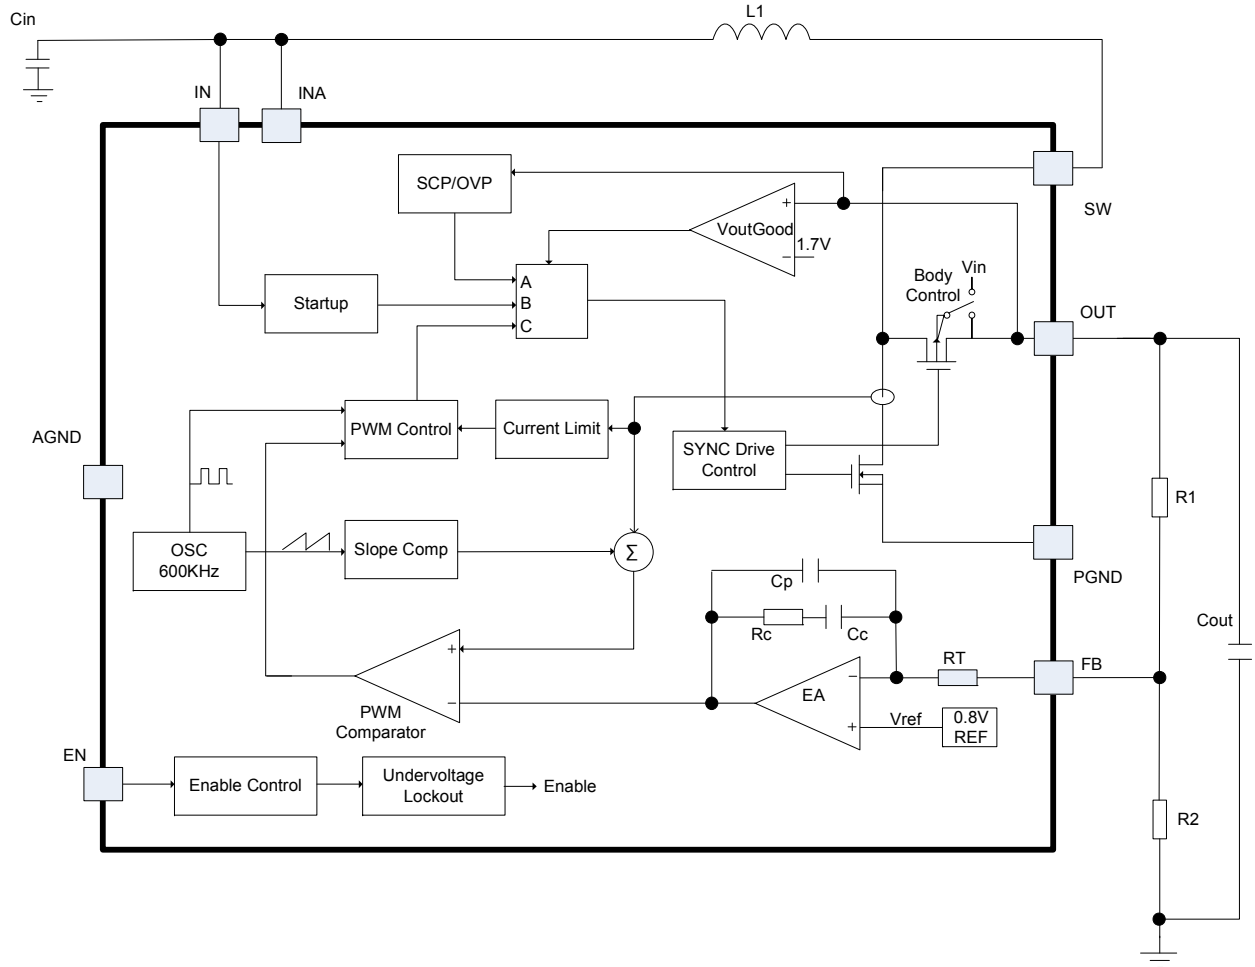 Cin
L1
IN
INA
SCP/OVP
+
VoutGood
1.7V
−
SW
Body
Control
Vin
Startup
A
B
C
OUT
AGND
PWM Control
Current Limit
SYNC Drive
Control
R1
OSC
600KHz
Slope Comp
Σ
PGND
Cp
Rc
Cc
Cout
+
−
PWM
Comparator
EA
−
+
RT
FB
Vref
0.8V
REF
EN
Enable Control
Undervoltage
Lockout
Enable
R2